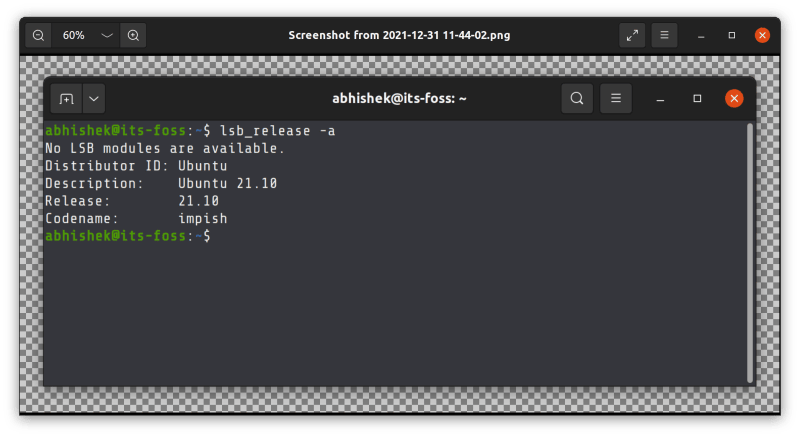 60%
Screenshot from 2021-12-31 11-44-02.png
abhishek@its-foss: ~
abhishek@its-foss:~$ lsb_release -a
No LSB modules are available.
Distributor ID: Ubuntu
Description:    Ubuntu 21.10
Release:        21.10
Codename:       impish
abhishek@its-foss:~$